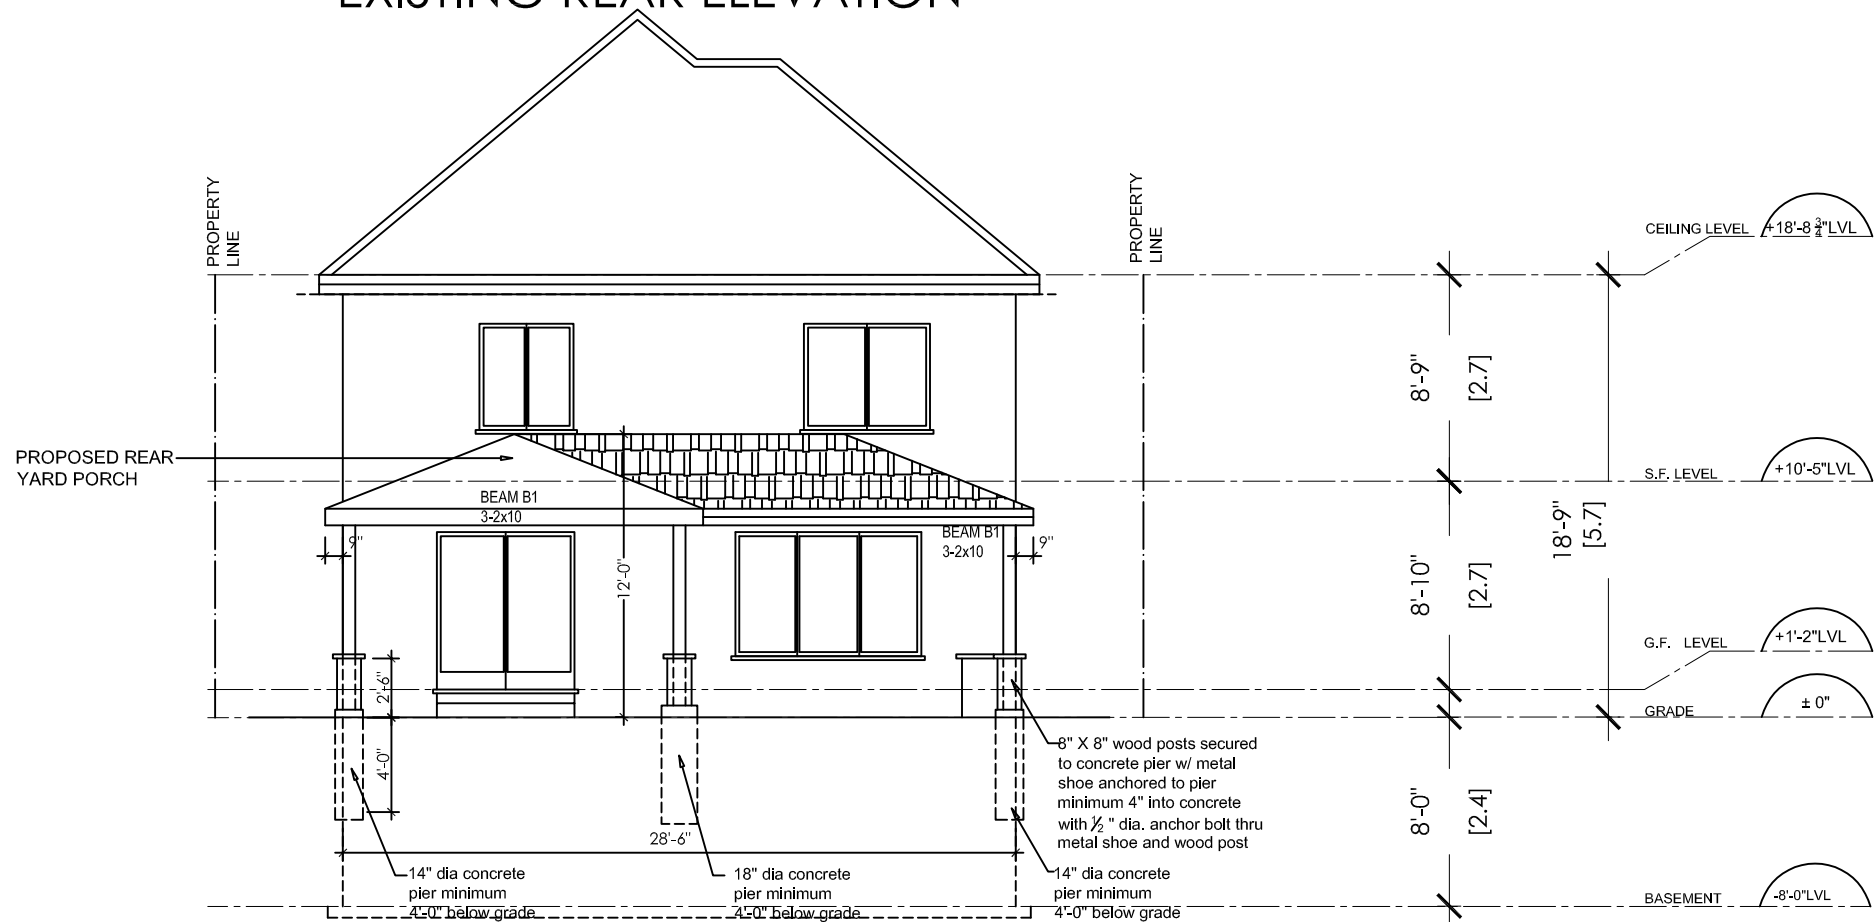 EXISTING REAR ELEVATION
PROPERTY
LINE
PROPERTY
LINE
CEILING LEVEL
+18'-8 3/4"LVL
8'-9"
[2.7]
PROPOSED REAR
YARD PORCH
S.F. LEVEL
+10'-5"LVL
BEAM B1
3-2x10
BEAM B1
3-2x10
9"
9"
12'-0"
8'-10"
[2.7]
18'-9"
[5.7]
G.F. LEVEL
+1'-2"LVL
2'-6"
GRADE
± 0"
4'-0"
8" X 8" wood posts secured
to concrete pier w/ metal
shoe anchored to pier
minimum 4" into concrete
with ½ " dia. anchor bolt thru
metal shoe and wood post
8'-0"
[2.4]
28'-6"
14" dia concrete
pier minimum
4'-0" below grade
18" dia concrete
pier minimum
4'-0" below grade
14" dia concrete
pier minimum
4'-0" below grade
BASEMENT
-8'-0"LVL